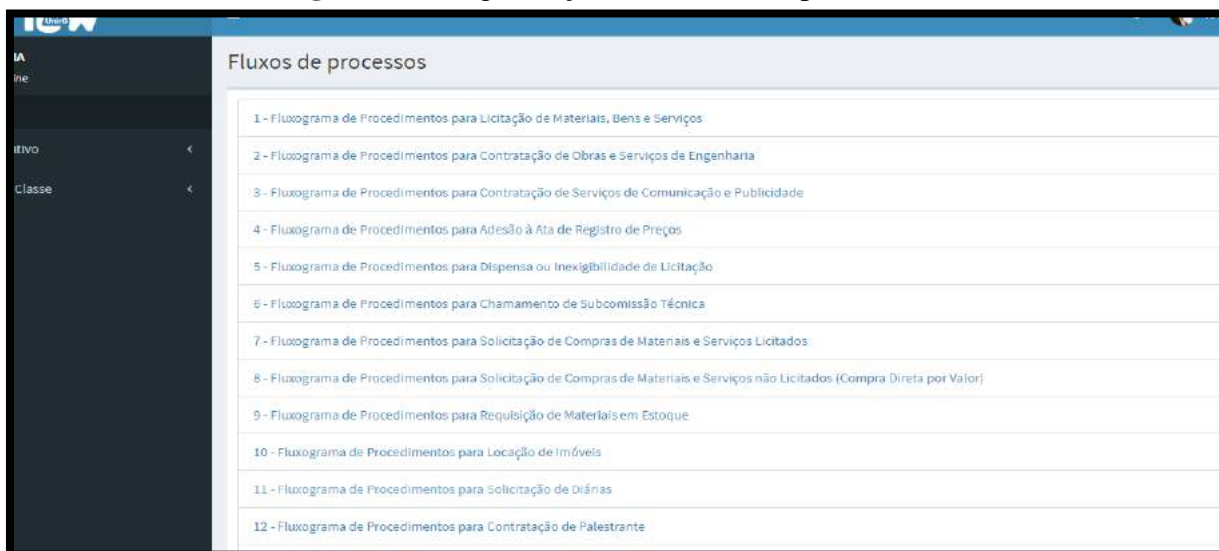 UnirG
IA
ine
Fluxos de processos
1 - Fluxograma de Procedimentos para Licitação de Materiais, Bens e Serviços
ativo
2 - Fluxograma de Procedimentos para Contratação de Obras e Serviços de Engenharia
Classe
3 - Fluxograma de Procedimentos para Contratação de Serviços de Comunicação e Publicidade
4 - Fluxograma de Procedimentos para Adesão à Ata de Registro de Preços
5 - Fluxograma de Procedimentos para Dispensa ou Inexigibilidade de Licitação
6 - Fluxograma de Procedimentos para Chamamento de Subcomissão Técnica
7 - Fluxograma de Procedimentos para Solicitação de Compras de Materiais e Serviços Licitados
8 - Fluxograma de Procedimentos para Solicitação de Compras de Materiais e Serviços não Licitados (Compra Direta por Valor)
9 - Fluxograma de Procedimentos para Requisição de Materiais em Estoque
10 - Fluxograma de Procedimentos para Locação de Imóveis
11 - Fluxograma de Procedimentos para Solicitação de Diárias
12 - Fluxograma de Procedimentos para Contratação de Palestrante